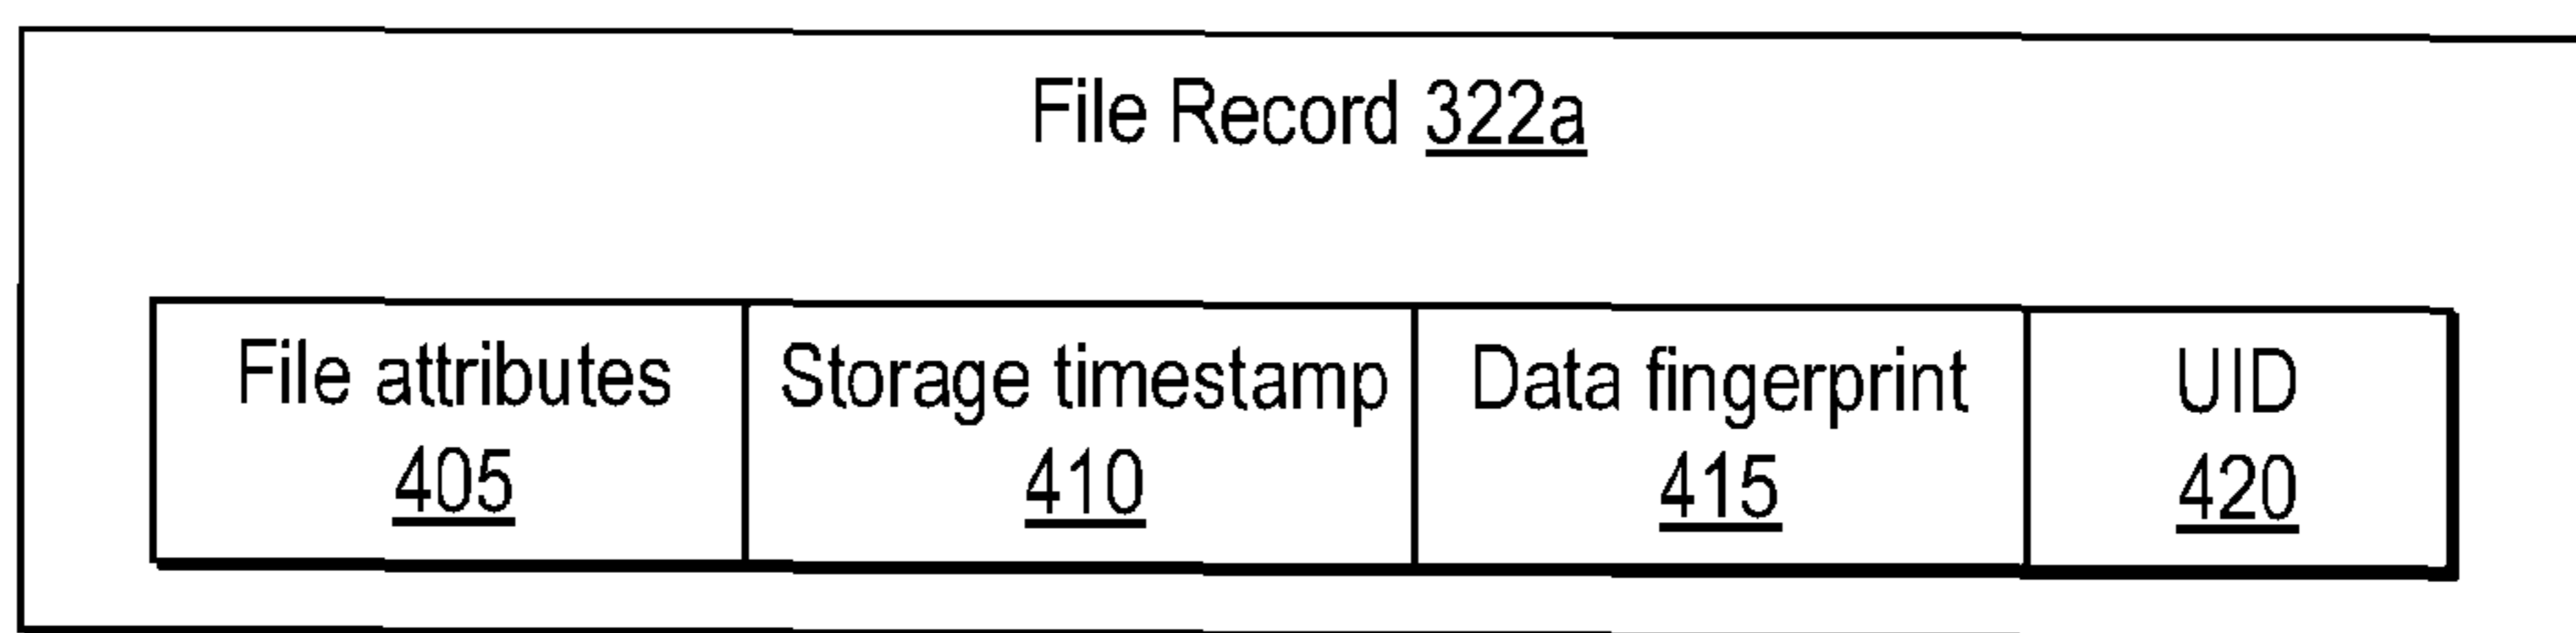 File Record 322a
File attributes Storage timestamp Data fingerprint UID
405 410 415 420